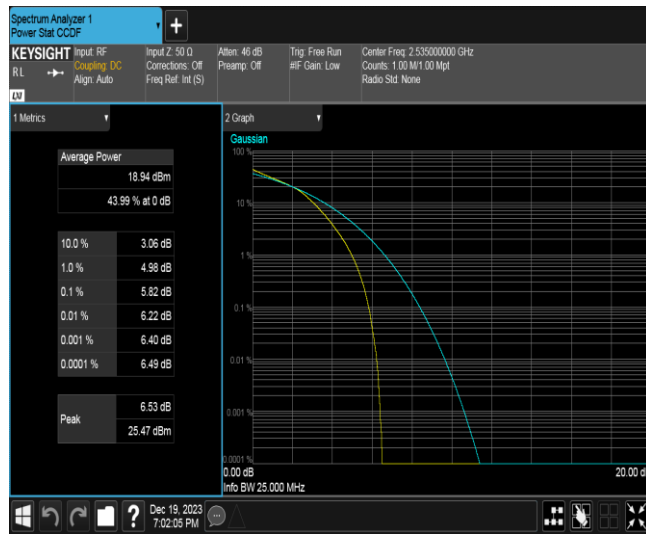 Spectrum Analyzer 1
Power Stat CCDF
+
KEYSIGHT
RL
LXI
Input: RF
Coupling: DC
Align: Auto
Input Z: 50 Ω
Corrections: Off
Freq Ref: Int (S)
Atten: 46 dB
Preamp: Off
Trig: Free Run
#IF Gain: Low
Center Freq: 2.535000000 GHz
Counts: 1.00 M/1.00 Mpt
Radio Std: None
1 Metrics
Average Power
18.94 dBm
43.99 % at 0 dB
10.0 % 3.06 dB
1.0 % 4.98 dB
0.1 % 5.82 dB
0.01 % 6.22 dB
0.001 % 6.40 dB
0.0001 % 6.49 dB
Peak
6.53 dB
25.47 dBm
2 Graph
Gaussian
100 %
10 %
1 %
0.1 %
0.01 %
0.001 %
0.0001 %
0.00 dB
20.00 d
Info BW 25.000 MHz
?
Dec 19, 2023
7:02:05 PM